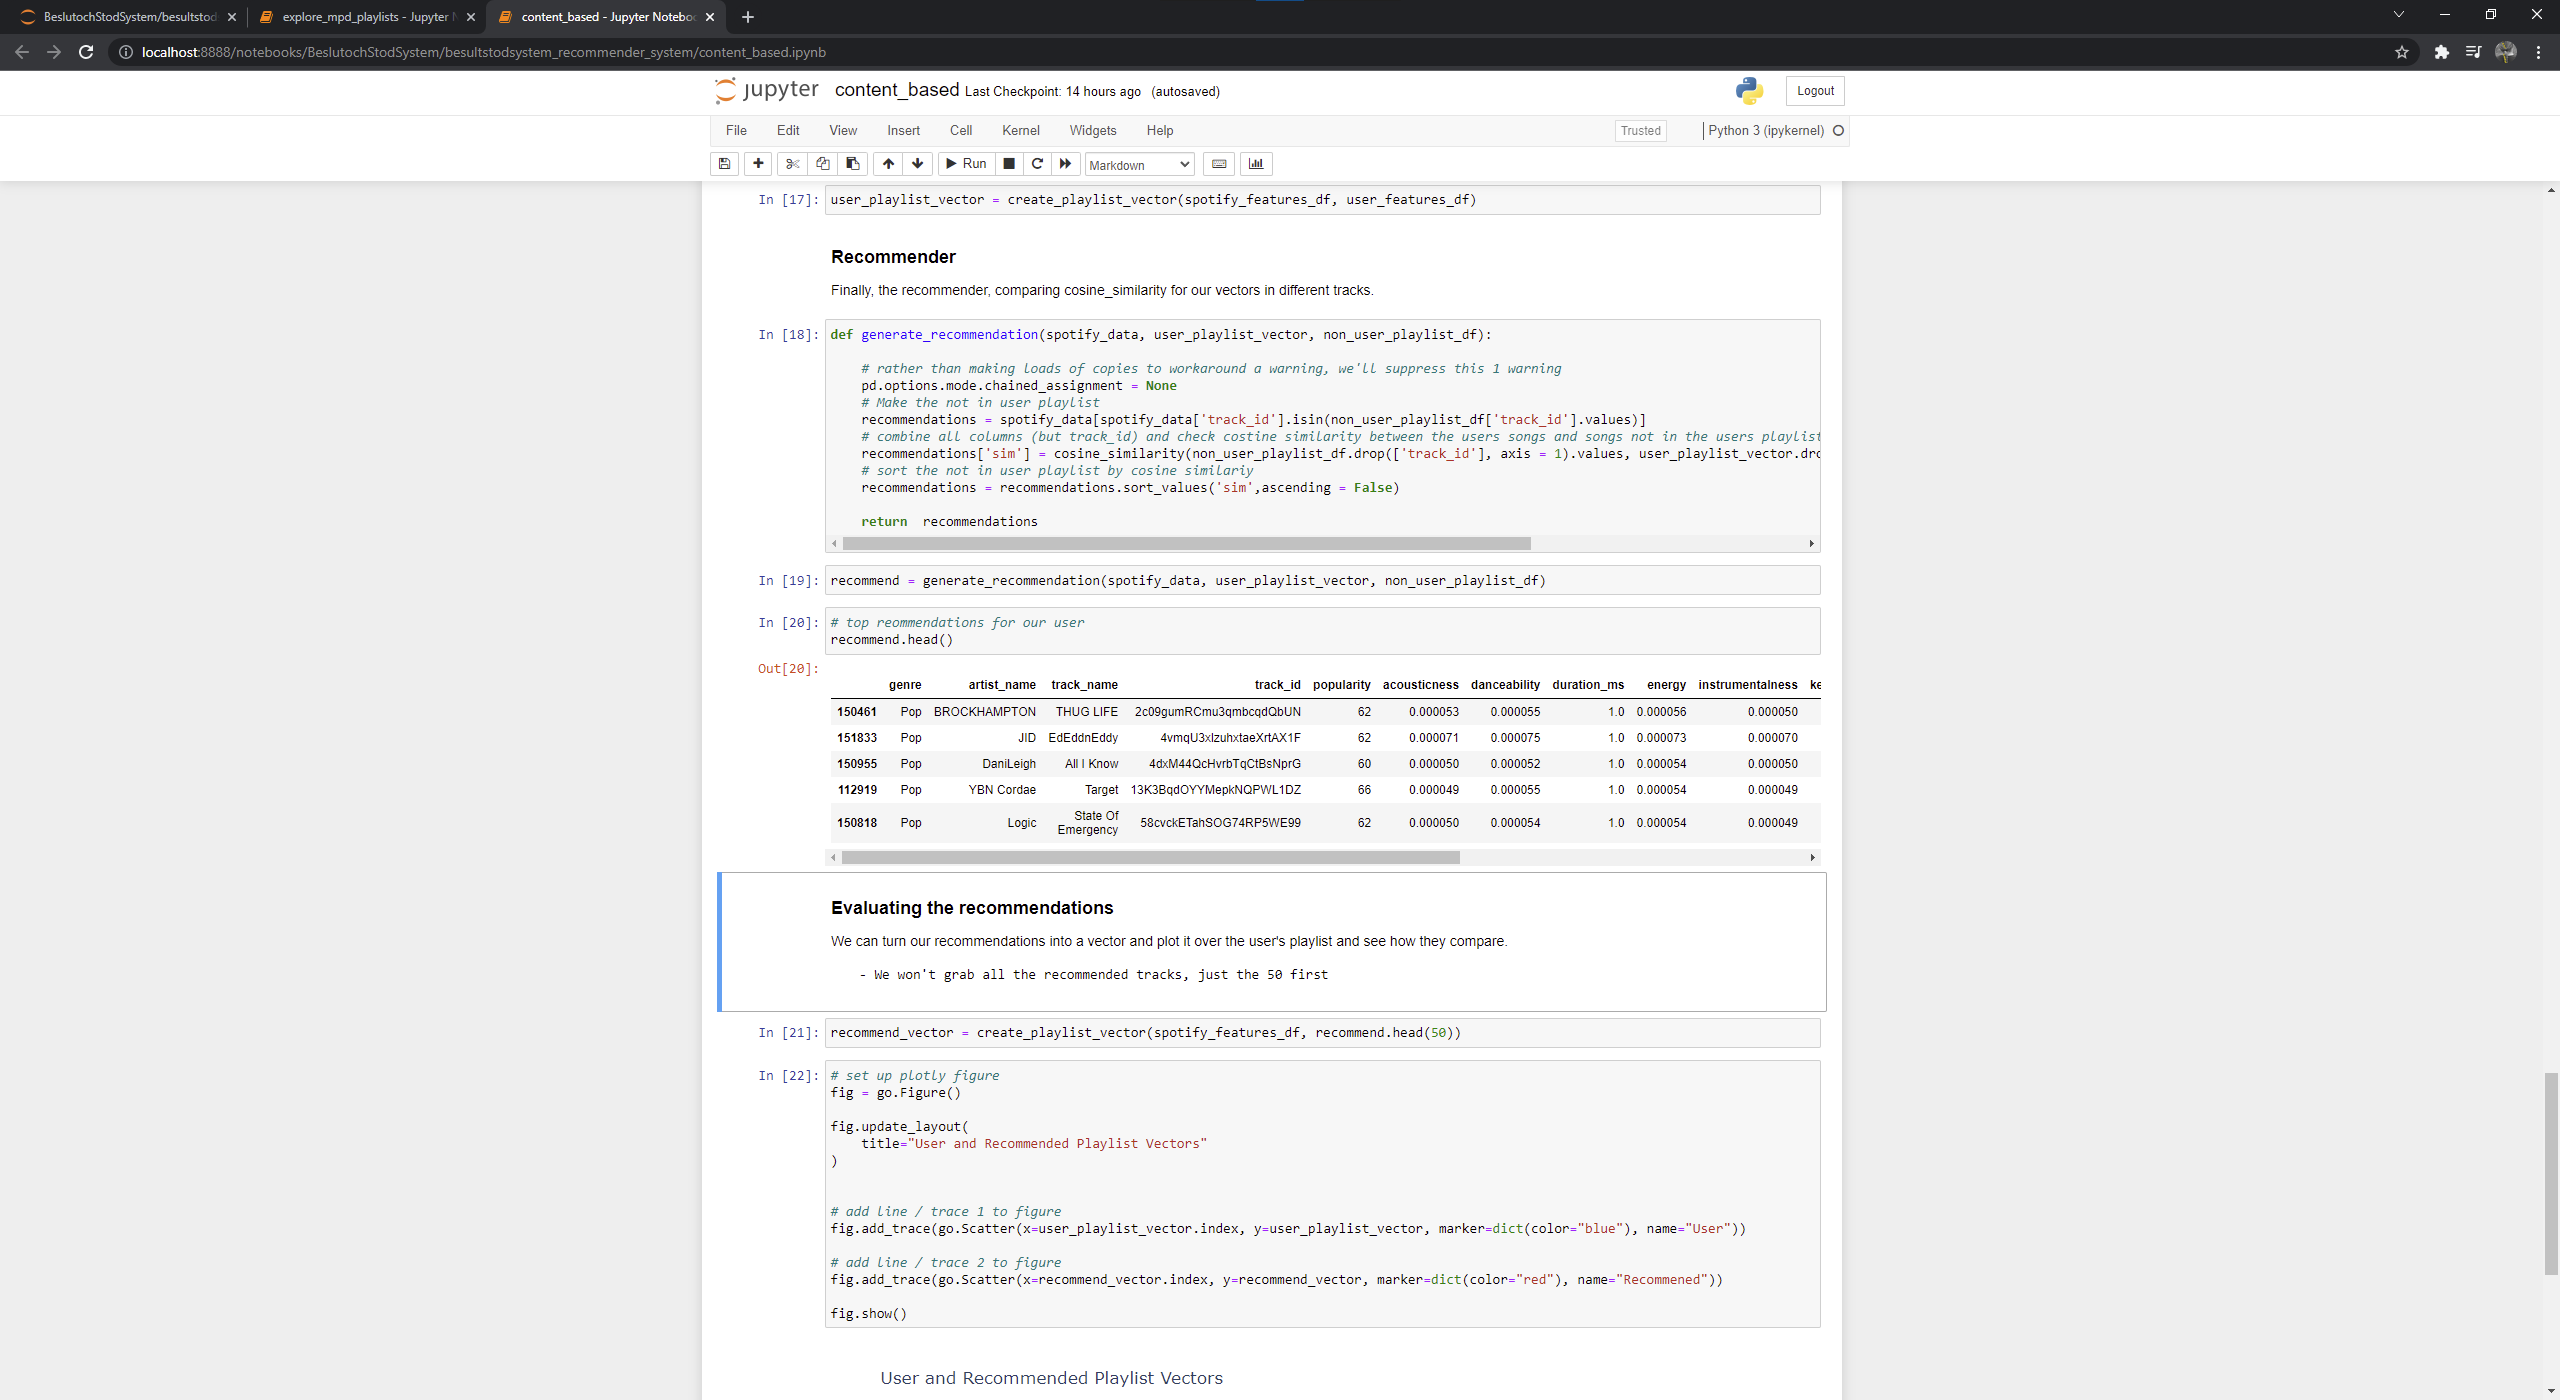 BeslutochStodSystem/besultstod
explore_mpd_playlists - Jupyter N
content_based - Jupyter Notebo
localhost:8888/notebooks/BeslutochStodSystem/besultstodsystem_recommender_system/content_based.ipynb
jupyter content_based Last Checkpoint: 14 hours ago (autosaved)
Logout
File Edit View Insert Cell Kernel Widgets Help
Trusted Python 3 (ipykernel)
Run Markdown
In [17]: user_playlist_vector = create_playlist_vector(spotify_features_df, user_features_df)
Recommender
Finally, the recommender, comparing cosine_similarity for our vectors in different tracks.
In [18]: def generate_recommendation(spotify_data, user_playlist_vector, non_user_playlist_df):
# rather than making loads of copies to workaround a warning, we'll suppress this 1 warning
pd.options.mode.chained_assignment = None
# Make the not in user playlist
recommendations = spotify_data[spotify_data['track_id'].isin(non_user_playlist_df['track_id'].values)]
# combine all columns (but track_id) and check costine similarity between the users songs and songs not in the users playlist
recommendations['sim'] = cosine_similarity(non_user_playlist_df.drop(['track_id'], axis = 1).values, user_playlist_vector.dro
# sort the not in user playlist by cosine similariy
recommendations = recommendations.sort_values('sim',ascending = False)
return recommendations
In [19]: recommend = generate_recommendation(spotify_data, user_playlist_vector, non_user_playlist_df)
In [20]: # top reommendations for our user
recommend.head()
Out[20]:
genre artist_name track_name track_id popularity acousticness danceability duration_ms energy instrumentalness ke
150461 Pop BROCKHAMPTON THUG LIFE 2c09gumRCmu3qmbcqdQbUN 62 0.000053 0.000055 1.0 0.000056 0.000050
151833 Pop JID EdEddnEddy 4vmqU3xlzuhxtaeXrtAX1F 62 0.000071 0.000075 1.0 0.000073 0.000070
150955 Pop DaniLeigh All I Know 4dxM44QcHvrbTqCtBsNprG 60 0.000050 0.000052 1.0 0.000054 0.000050
112919 Pop YBN Cordae Target 13K3BqdOYYMepkNQPWL1DZ 66 0.000049 0.000055 1.0 0.000054 0.000049
150818 Pop Logic State Of Emergency 58cvckETahSOG74RP5WE99 62 0.000050 0.000054 1.0 0.000054 0.000049
Evaluating the recommendations
We can turn our recommendations into a vector and plot it over the user's playlist and see how they compare.
- We won't grab all the recommended tracks, just the 50 first
In [21]: recommend_vector = create_playlist_vector(spotify_features_df, recommend.head(50))
In [22]: # set up plotly figure
fig = go.Figure()
fig.update_layout(
title="User and Recommended Playlist Vectors"
)
# add line / trace 1 to figure
fig.add_trace(go.Scatter(x=user_playlist_vector.index, y=user_playlist_vector, marker=dict(color="blue"), name="User"))
# add line / trace 2 to figure
fig.add_trace(go.Scatter(x=recommend_vector.index, y=recommend_vector, marker=dict(color="red"), name="Recommened"))
fig.show()
User and Recommended Playlist Vectors